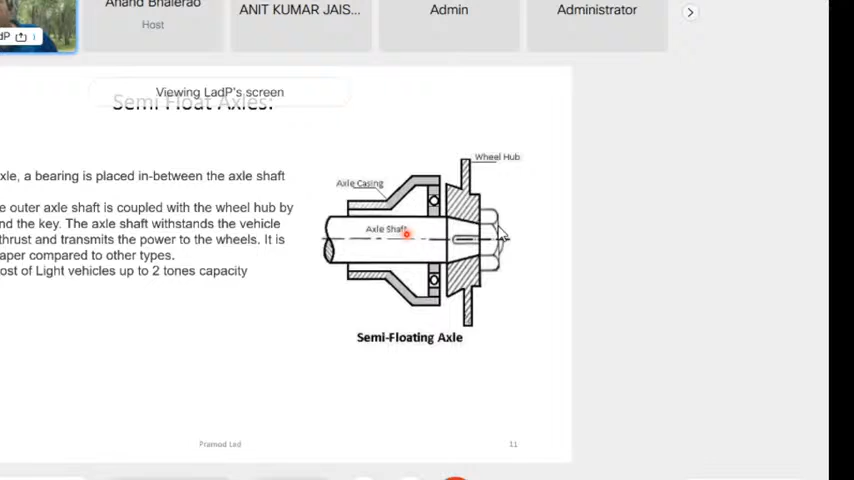 Anand Bhalerao
Host
ANIT KUMAR JAIS...
Admin
Administrator
dP
Viewing LadP's screen
Semi Float Axles:
xle, a bearing is placed in-between the axle shaft
e outer axle shaft is coupled with the wheel hub by
nd the key. The axle shaft withstands the vehicle
thrust and transmits the power to the wheels. It is
aper compared to other types.
ost of Light vehicles up to 2 tones capacity
Wheel Hub
Axle Casing
Axle Shaft
Semi-Floating Axle
Pramod Lad
11